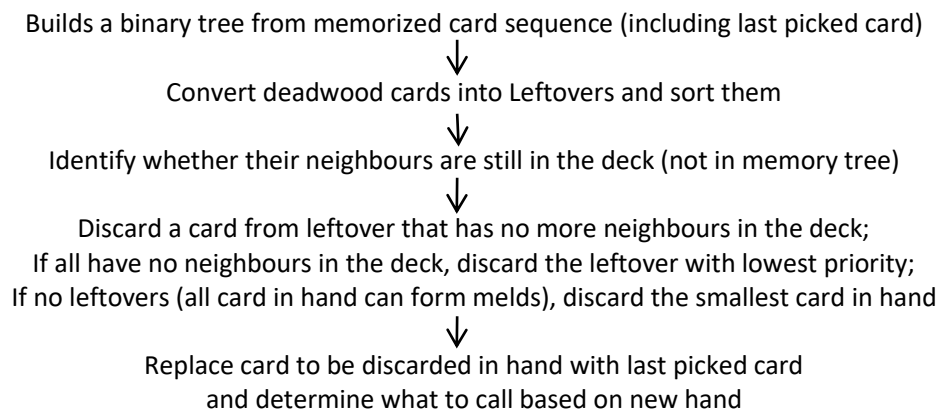 Builds a binary tree from memorized card sequence (including last picked card)
Convert deadwood cards into Leftovers and sort them
Identify whether their neighbours are still in the deck (not in memory tree)
Discard a card from leftover that has no more neighbours in the deck;
If all have no neighbours in the deck, discard the leftover with lowest priority;
If no leftovers (all card in hand can form melds), discard the smallest card in hand
Replace card to be discarded in hand with last picked card
and determine what to call based on new hand